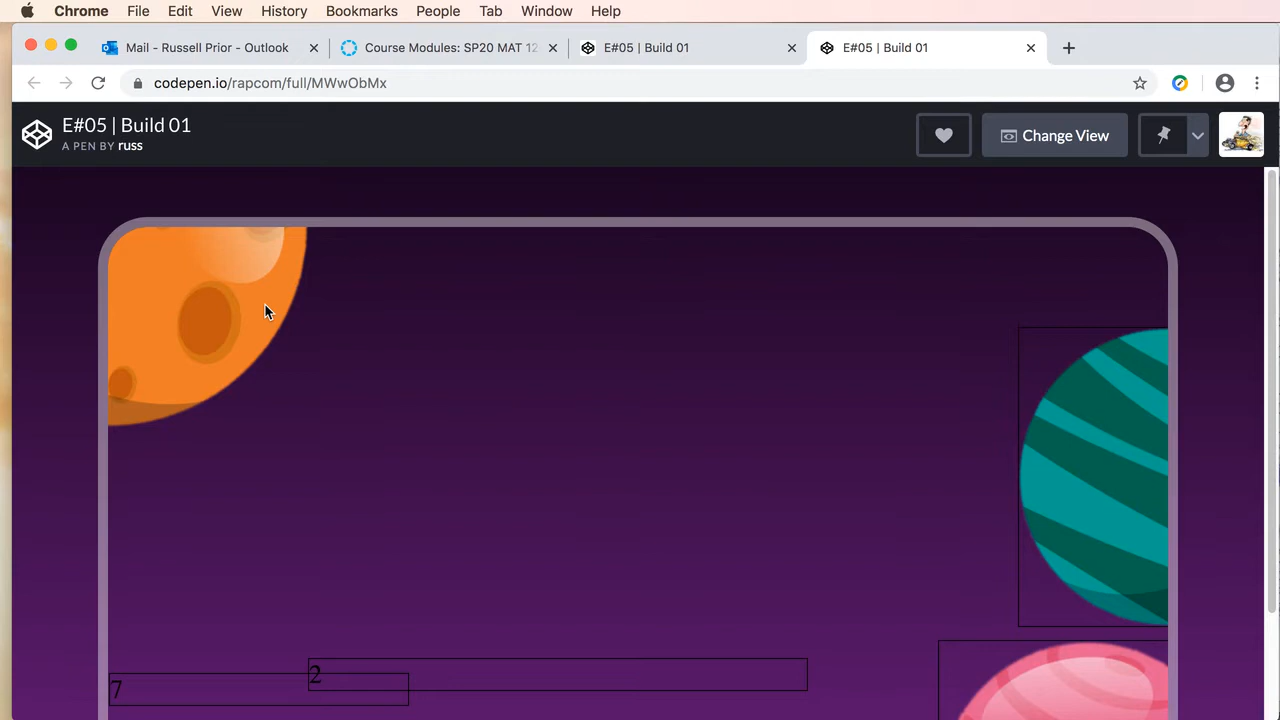 Chrome File Edit View History Bookmarks People Tab Window Help
Mail - Russell Prior - Outlook Course Modules: SP20 MAT 12 E#05 | Build 01 E#05 | Build 01
codepen.io/rapcom/full/MWwObMx
E#05 | Build 01
A PEN BY russ
Change View
2
7